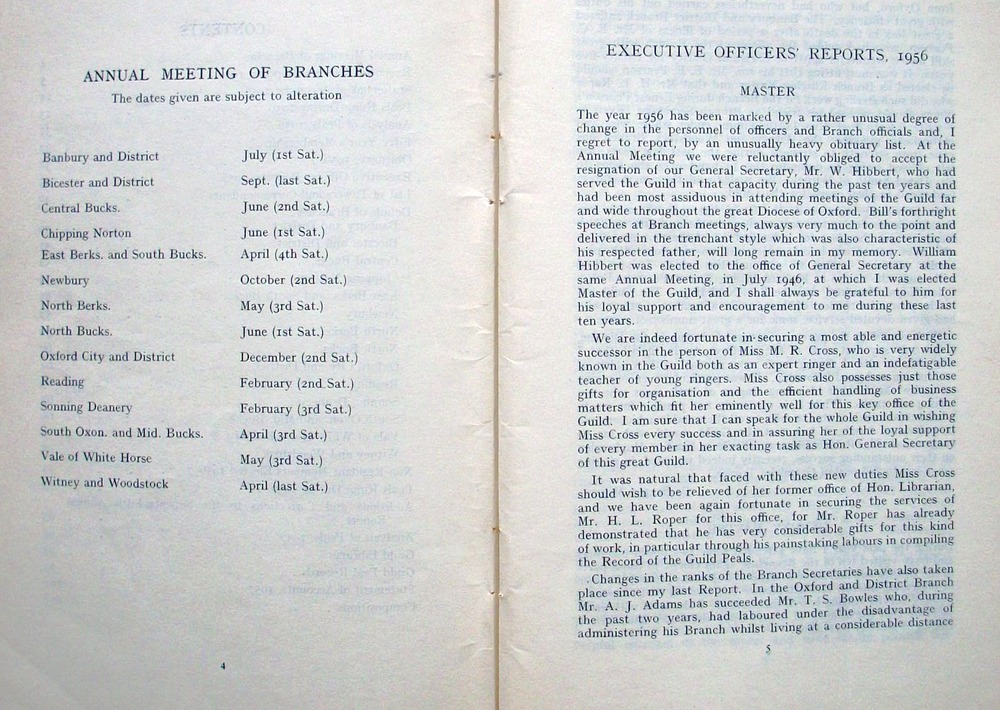 ANNUAL MEETING OF BRANCHES
The dates given are subject to alteration
Banbury and District July (1st Sat.)
Bicester and District Sept. (last Sat.)
Central Bucks. June (2nd Sat.)
Chipping Norton June (1st Sat.)
East Berks. and South Bucks. April (4th Sat.)
Newbury October (2nd Sat.)
North Berks. May (3rd Sat.)
North Bucks. June (1st Sat.)
Oxford City and District December (2nd Sat.)
Reading February (2nd Sat.)
Sonning Deanery February (3rd Sat.)
South Oxon. and Mid. Bucks. April (3rd Sat.)
Vale of White Horse May (3rd Sat.)
Witney and Woodstock April (last Sat.)
4
EXECUTIVE OFFICERS' REPORTS, 1956
MASTER
The year 1956 has been marked by a rather unusual degree of
change in the personnel of officers and Branch officials and, I
regret to report, by an unusually heavy obituary list. At the
Annual Meeting we were reluctantly obliged to accept the
resignation of our General Secretary, Mr. W. Hibbert, who had
served the Guild in that capacity during the past ten years and
had been most assiduous in attending meetings of the Guild far
and wide throughout the great Diocese of Oxford. Bill's forthright
speeches at Branch meetings, always very much to the point and
delivered in the trenchant style which was also characteristic of
his respected father, will long remain in my memory. William
Hibbert was elected to the office of General Secretary at the
same Annual Meeting, in July 1946, at which I was elected
Master of the Guild, and I shall always be grateful to him for
his loyal support and encouragement to me during these last
ten years.
We are indeed fortunate in securing a most able and energetic
successor in the person of Miss M. R. Cross, who is very widely
known in the Guild both as an expert ringer and an indefatigable
teacher of young ringers. Miss Cross also possesses just those
gifts for organisation and the efficient handling of business
matters which fit her eminently well for this key office of the
Guild. I am sure that I can speak for the whole Guild in wishing
Miss Cross every success and in assuring her of the loyal support
of every member in her exacting task as Hon. General Secretary
of this great Guild.
It was natural that faced with these new duties Miss Cross
should wish to be relieved of her former office of Hon. Librarian,
and we have been again fortunate in securing the services of
Mr. H. L. Roper for this office, for Mr. Roper has already
demonstrated that he has very considerable gifts for this kind
of work, in particular through his painstaking labours in compiling
the Record of the Guild Peals.
Changes in the ranks of the Branch Secretaries have also taken
place since my last Report. In the Oxford and District Branch
Mr. A. J. Adams has succeeded Mr. T. S. Bowles who, during
the past two years, had laboured under the disadvantage of
administering his Branch whilst living at a considerable distance
5